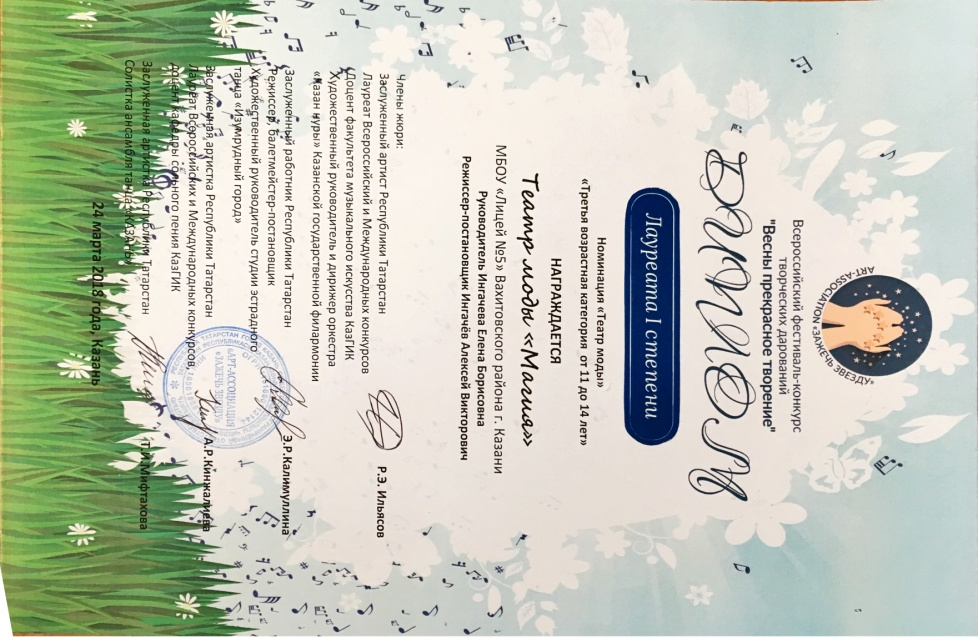 ART-ASSOCIATION «ЗАЖЕЧЬ ЗВЕЗДУ»
Всероссийский фестиваль-конкурс
творческих дарований
"Весны прекрасное творение"
ДИПЛОМ
Лауреата I степени
Номинация «Театр моды»
«Третья возрастная категория от 11 до 14 лет»
НАГРАЖДАЕТСЯ
Театр моды «Магия»
МБОУ «Лицей №5» Вахитовского района г. Казани
Руководитель Ингачева Елена Борисовна
Режиссер-постановщик Ингачёв Алексей Викторович
Члены жюри:
Заслуженный артист Республики Татарстан
Лауреат Всероссийский и Международных конкурсов
Доцент факультета музыкального искусства КазГИК
Художественный руководитель и дирижер оркестра
«Казан нуры» Казанской государственной филармонии
Р.Э. Ильясов
Заслуженный работник Республики Татарстан
Режиссер, балетмейстер-постановщик
Художественный руководитель студии эстрадного
танца «Изумрудный город»
Э.Р.Калимуллина
Заслуженная артистка Республики Татарстан
Лауреат Всероссийских и Международных конкурсов,
доцент кафедры сольного пения КазГИК
А.Р.Кинжалиева
Заслуженная артистка Республики Татарстан
Солистка ансамбля танца «КАЗАНЬ»
Т.И.Мифтахова
АРТ-АССОЦИАЦИЯ
«ЗАЖЕЧЬ ЗВЕЗДУ»
24 марта 2018 года, Казань